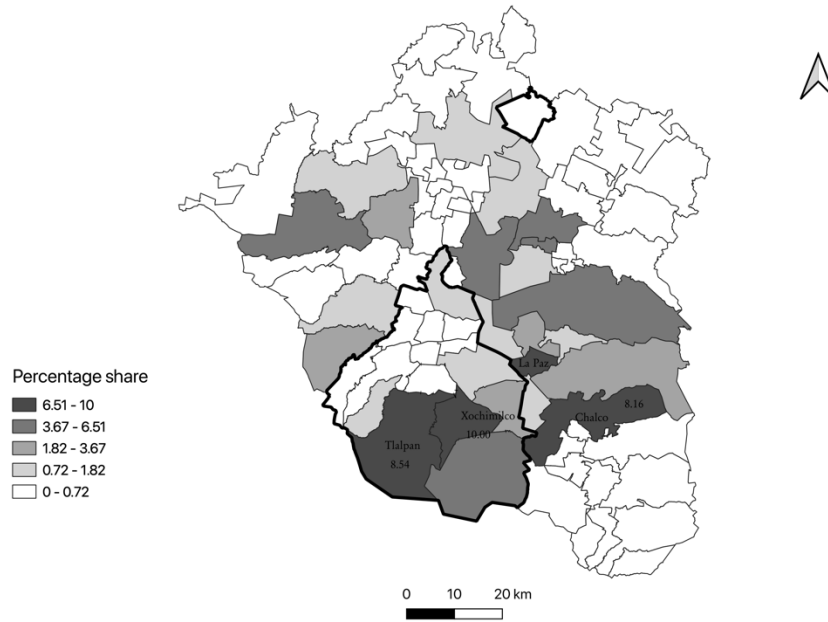 La Paz
8.16
Xochimilco
Chalco
10.00
Tlalpan
8.54
Percentage share
6.51 - 10
3.67 - 6.51
1.82 - 3.67
0.72 - 1.82
0 - 0.72
0 10 20 km